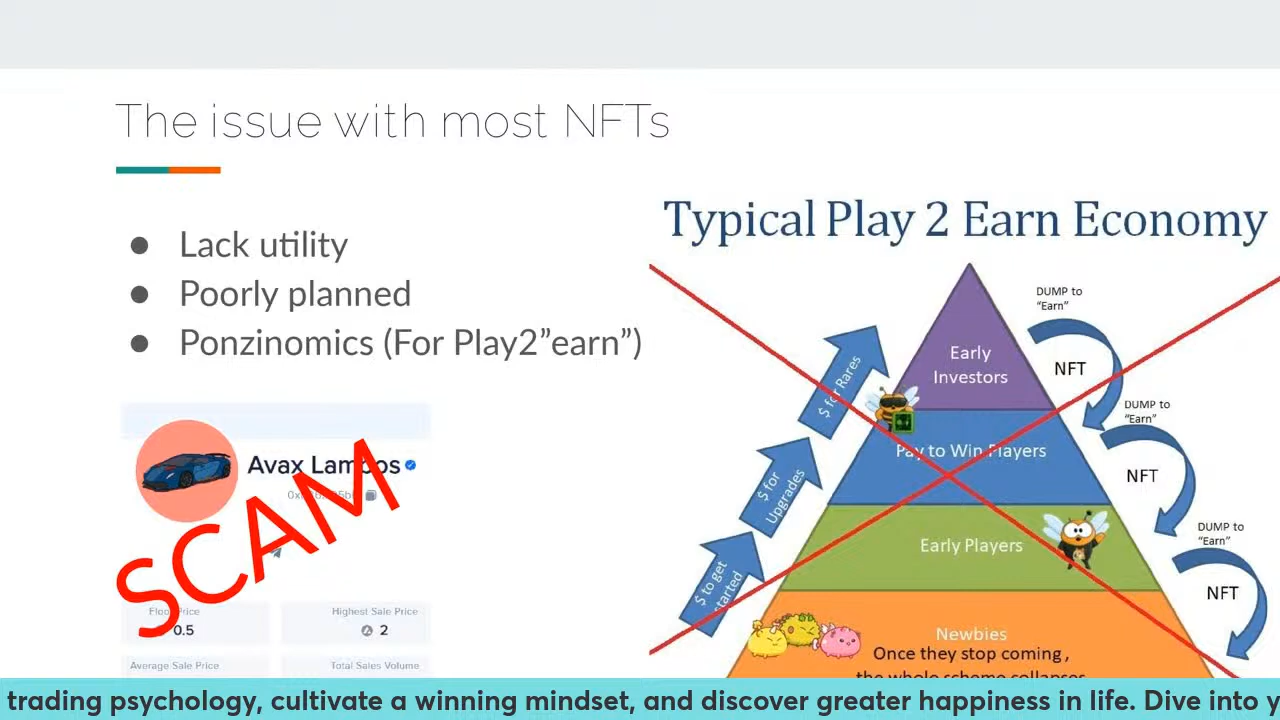 The issue with most NFTs
● Lack utility
● Poorly planned
● Ponzinomics (For Play2”earn”)
Avax Lambos
SCAM
Floor Price
0.5
Highest Sale Price
2
Average Sale Price
Total Sales Volume
Typical Play 2 Earn Economy
DUMP to
“Earn”
NFT
Early
Investors
$ for Rares
DUMP to
“Earn”
NFT
Pay to Win Players
$ for
Upgrades
DUMP to
“Earn”
NFT
Early Players
$ to get
started
Newbies
Once they stop coming,
the whole scheme collapses
trading psychology, cultivate a winning mindset, and discover greater happiness in life. Dive into y